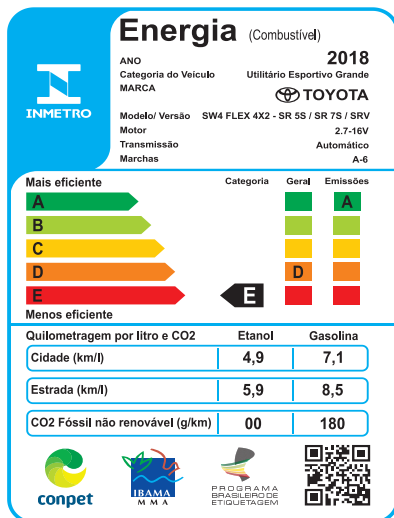 Energia (Combustível)
ANO 2018
Categoria do Veículo Utilitário Esportivo Grande
MARCA TOYOTA
INMETRO
Modelo/ Versão SW4 FLEX 4X2 - SR 5S / SR 7S / SRV
Motor 2.7-16V
Transmissão Automático
Marchas A-6
Mais eficiente Categoria Geral Emissões
A A
B
C
D D
E E
Menos eficiente
Quilometragem por litro e CO2 Etanol Gasolina
Cidade (km/l) 4,9 7,1
Estrada (km/l) 5,9 8,5
CO2 Fóssil não renovável (g/km) 00 180
conpet
IBAMA
MMA
PROGRAMA
BRASILEIRO DE
ETIQUETAGEM